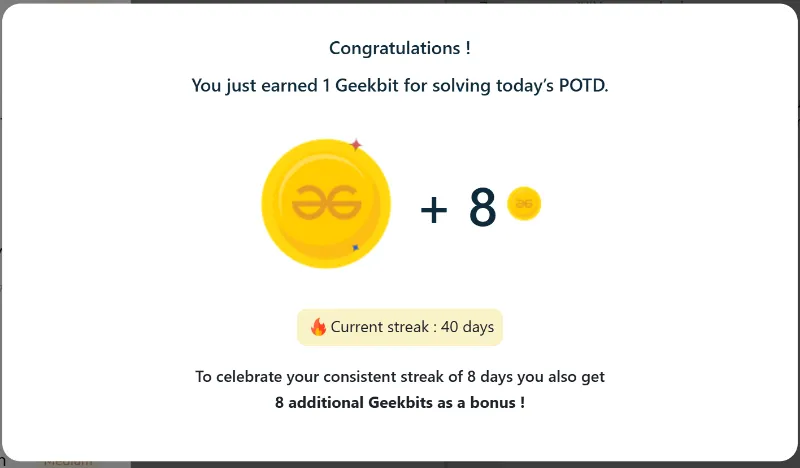 Congratulations !
You just earned 1 Geekbit for solving today's POTD.
+ 8
Current streak : 40 days
To celebrate your consistent streak of 8 days you also get
8 additional Geekbits as a bonus !
Medium